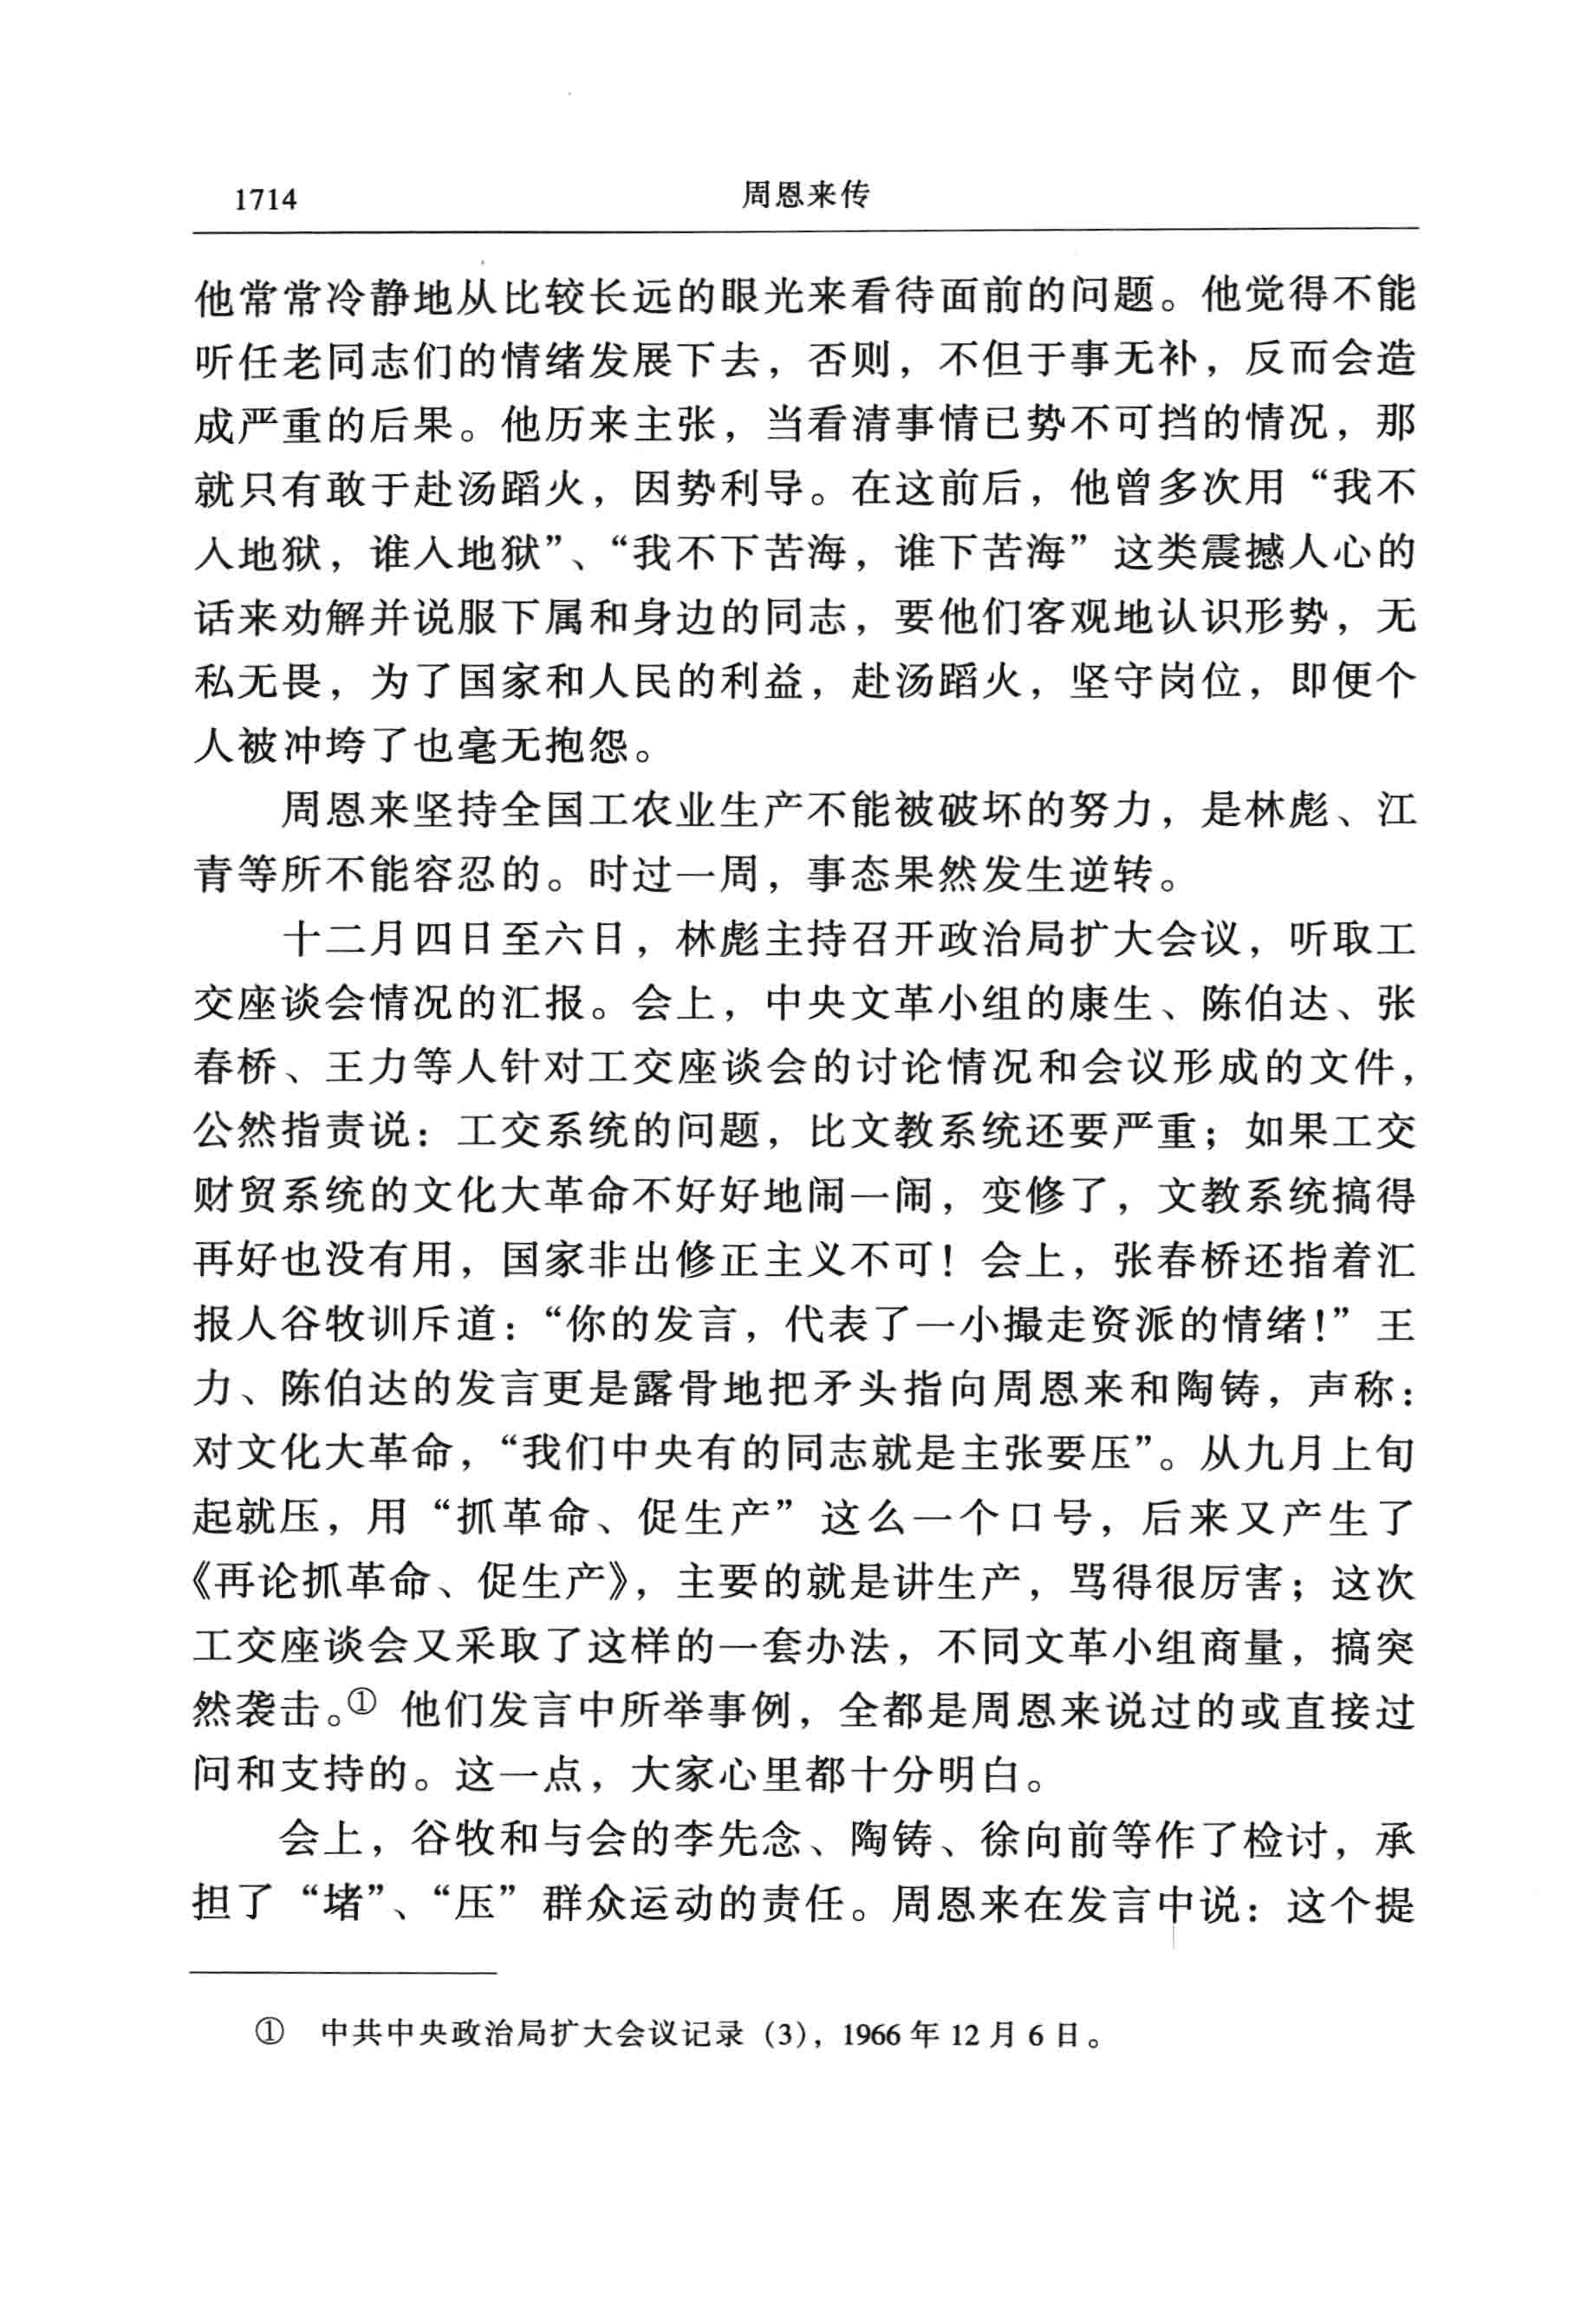 1714
周恩来传
他常常冷静地从比较长远的眼光来看待面前的问题。他觉得不能
听任老同志们的情绪发展下去，否则，不但于事无补，反而会造
成严重的后果。他历来主张，当看清事情已势不可挡的情况，那
就只有敢于赴汤蹈火，因势利导。在这前后，他曾多次用“我不
入地狱，谁入地狱”、“我不下苦海，谁下苦海”这类震撼人心的
话来劝解并说服下属和身边的同志，要他们客观地认识形势，无
私无畏，为了国家和人民的利益，赴汤蹈火，坚守岗位，即便个
人被冲垮了也毫无抱怨。
周恩来坚持全国工农业生产不能被破坏的努力，是林彪、江
青等所不能容忍的。时过一周，事态果然发生逆转。
十二月四日至六日，林彪主持召开政治局扩大会议，听取工
交座谈会情况的汇报。会上，中央文革小组的康生、陈伯达、张
春桥、王力等人针对工交座谈会的讨论情况和会议形成的文件，
公然指责说：工交系统的问题，比文教系统还要严重；如果工交
财贸系统的文化大革命不好好地闹一闹，变修了，文教系统搞得
再好也没有用，国家非出修正主义不可！会上，张春桥还指着汇
报人谷牧训斥道：“你的发言，代表了一小撮走资派的情绪！”王
力、陈伯达的发言更是露骨地把矛头指向周恩来和陶铸，声称：
对文化大革命，“我们中央有的同志就是主张要压”。从九月上旬
起就压，用“抓革命、促生产”这么一个口号，后来又产生了
《再论抓革命、促生产》，主要的就是讲生产，骂得很厉害；这次
工交座谈会又采取了这样的一套办法，不同文革小组商量，搞突
然袭击。① 他们发言中所举事例，全都是周恩来说过的或直接过
问和支持的。这一点，大家心里都十分明白。
会上，谷牧和与会的李先念、陶铸、徐向前等作了检讨，承
担了“堵”、“压”群众运动的责任。周恩来在发言中说：这个提
① 中共中央政治局扩大会议记录（3），1966 年 12 月 6 日。